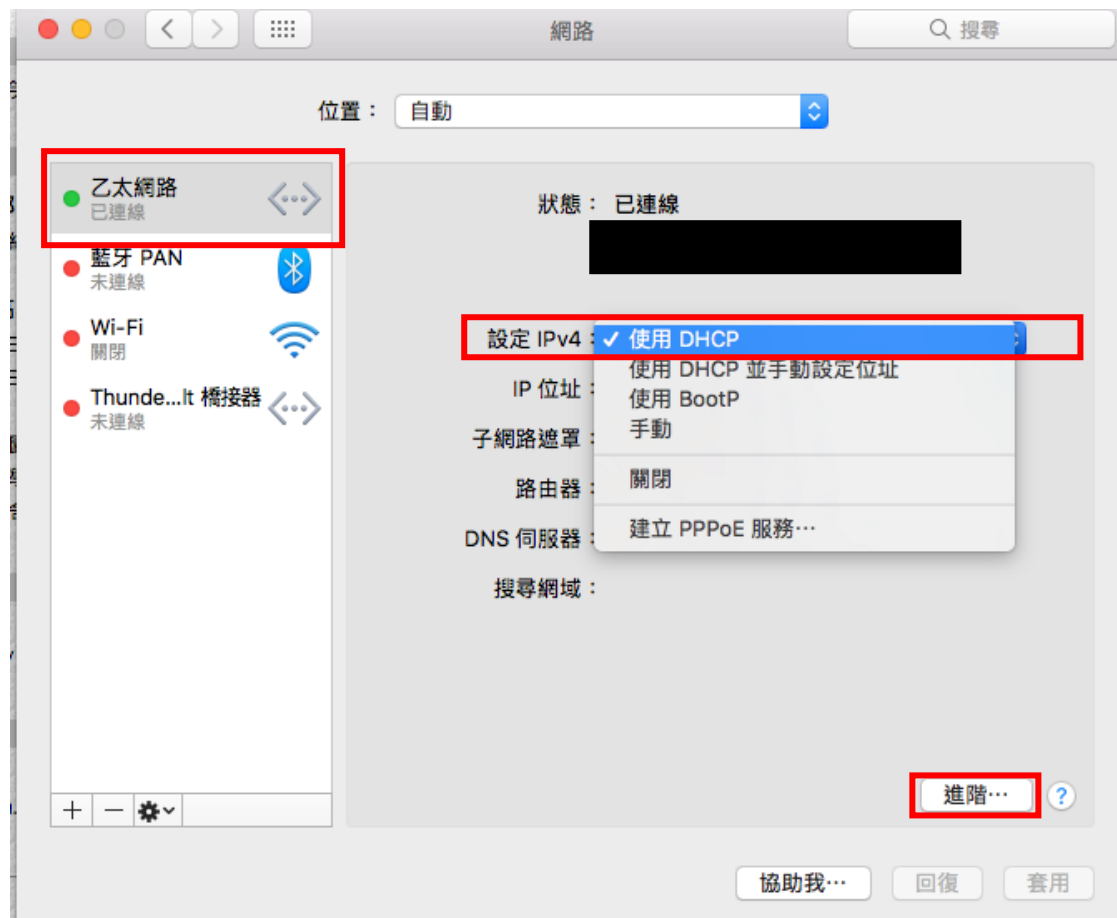 網路
搜尋
位置： 自動
乙太網路
已連線
藍牙 PAN
未連線
Wi-Fi
關閉
Thunde...lt 橋接器
未連線
狀態： 已連線
設定 IPv4： ✓ 使用 DHCP
使用 DHCP 並手動設定位址
使用 BootP
手動
關閉
建立 PPPoE 服務…
IP 位址：
子網路遮罩：
路由器：
DNS 伺服器：
搜尋網域：
進階… ?
協助我… 回復 套用